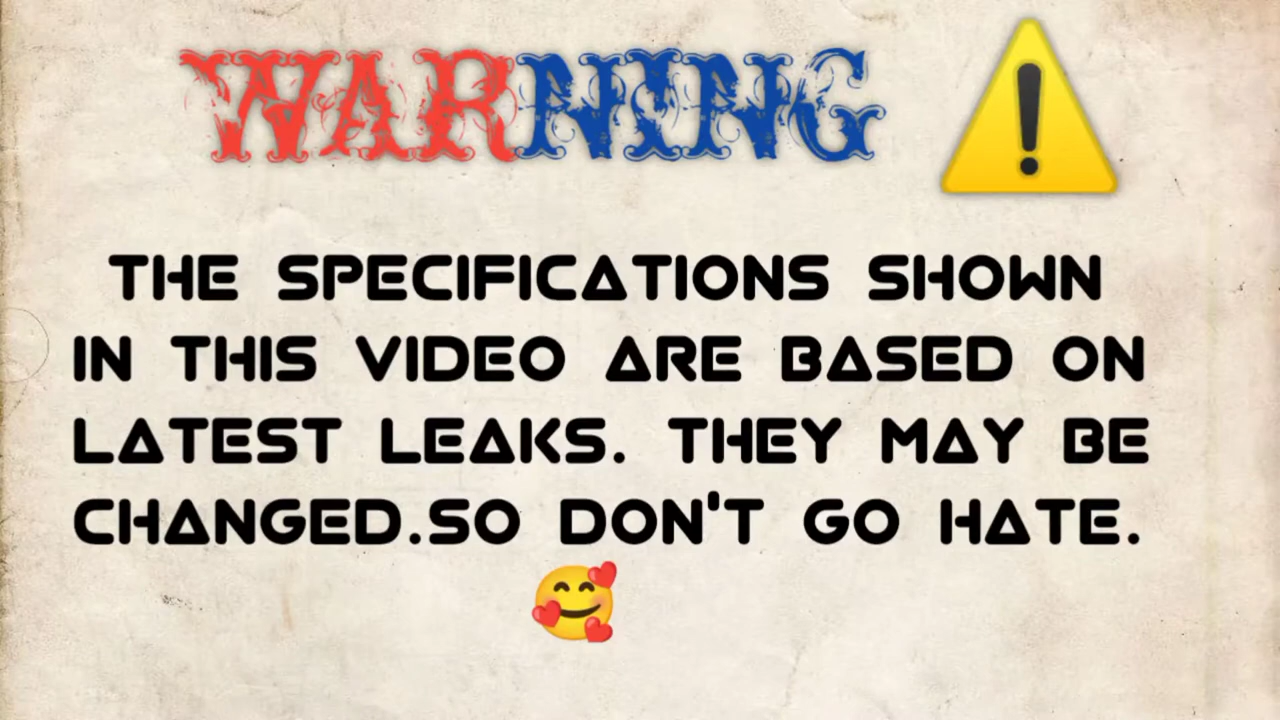 WARNING ⚠️
THE SPECIFICATIONS SHOWN
IN THIS VIDEO ARE BASED ON
LATEST LEAKS. THEY MAY BE
CHANGED.SO DON'T GO HATE.
🥰